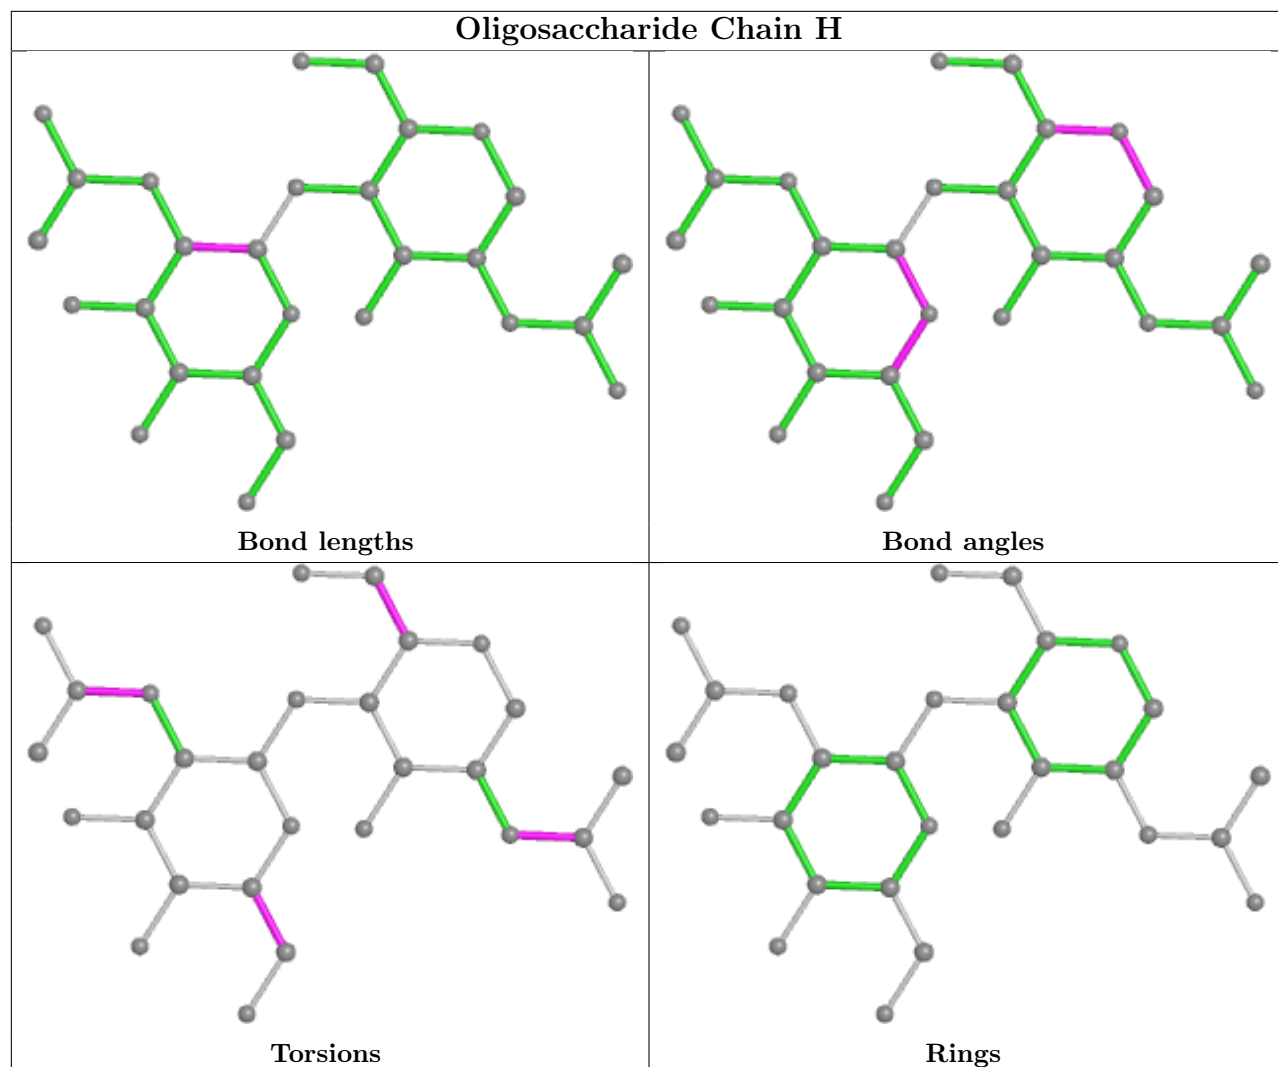 Oligosaccharide Chain H
Bond lengths
Bond angles
Torsions
Rings